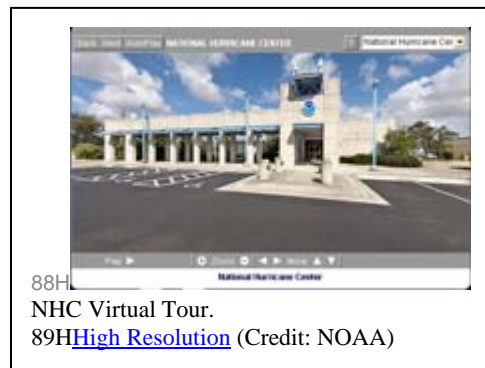 Back Next AutoPlay NATIONAL HURRICANE CENTER ? National Hurricane Cen
Play Zoom Move
National Hurricane Center
88H
NHC Virtual Tour.
89HHigh Resolution (Credit: NOAA)